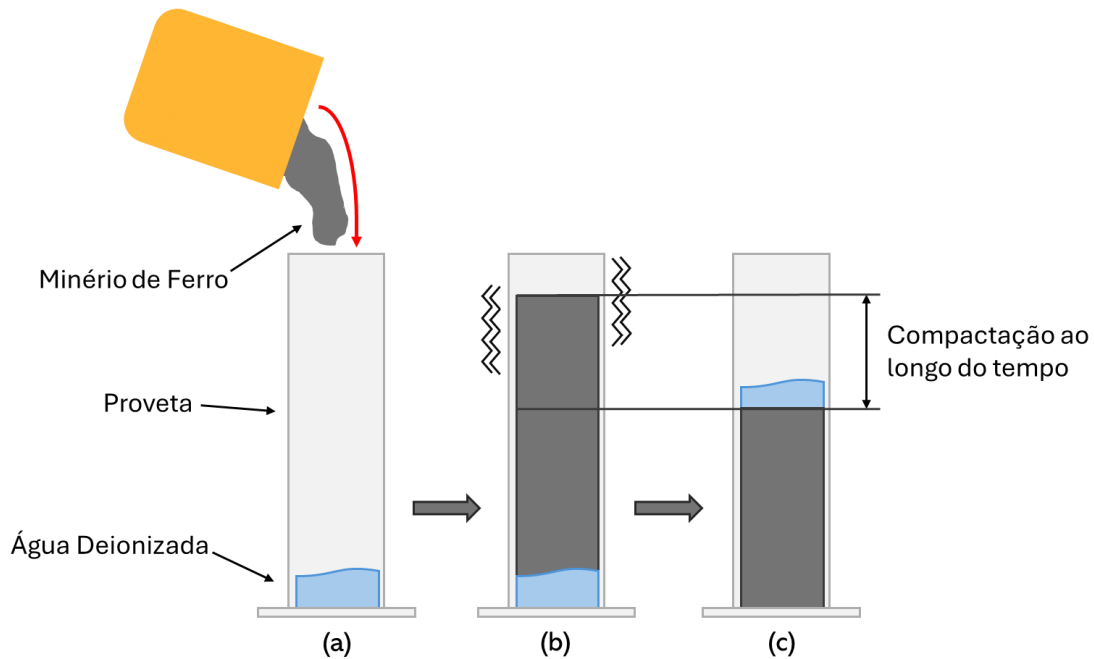 Minério de Ferro
Compactação ao
longo do tempo
Proveta
Água Deionizada
(a)
(b)
(c)